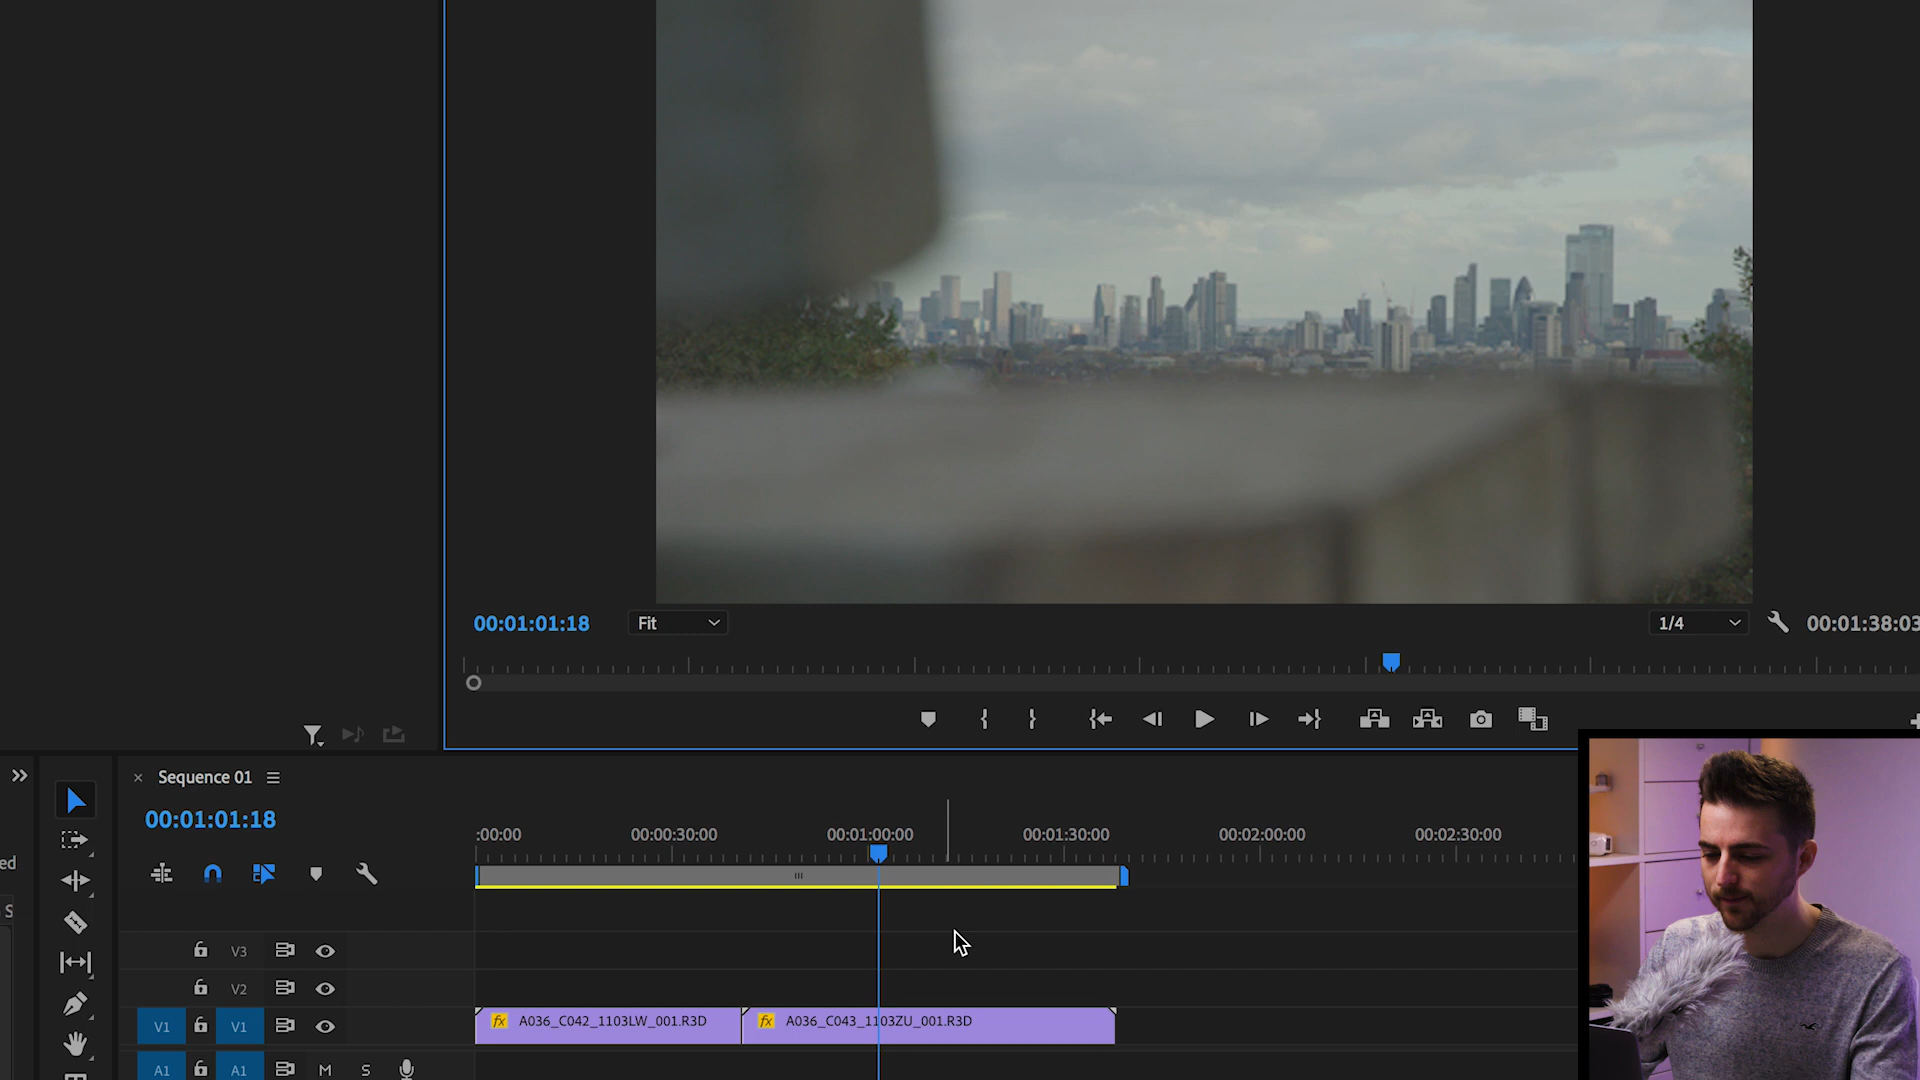 00:01:01:18
Fit
1/4
00:01:38:03
Sequence 01
00:01:01:18
:00:00
00:00:30:00
00:01:00:00
00:01:30:00
00:02:00:00
00:02:30:00
ed
S
V3
V2
V1
V1
fx
A036_C042_1103LW_001.R3D
fx
A036_C043_1103ZU_001.R3D
A1
A1
M
S